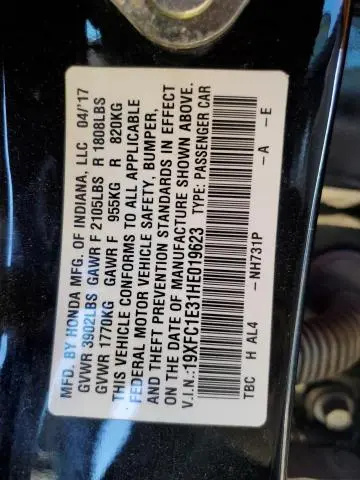 MFD. BY HONDA MFG. OF INDIANA, LLC 04/'17
GVWR 3902LBS GAWR F 2105LBS R 1808LBS
GVWR 1770KG GAWR F 955KG R 820KG
THIS VEHICLE CONFORMS TO ALL APPLICABLE
FEDERAL MOTOR VEHICLE SAFETY, BUMPER,
AND THEFT PREVENTION STANDARDS IN EFFECT
ON THE DATE OF MANUFACTURE SHOWN ABOVE.
V.I.N.:19XFC1E31HE019623 TYPE: PASSENGER CAR
TBC H AL4 -NH731P -A -E